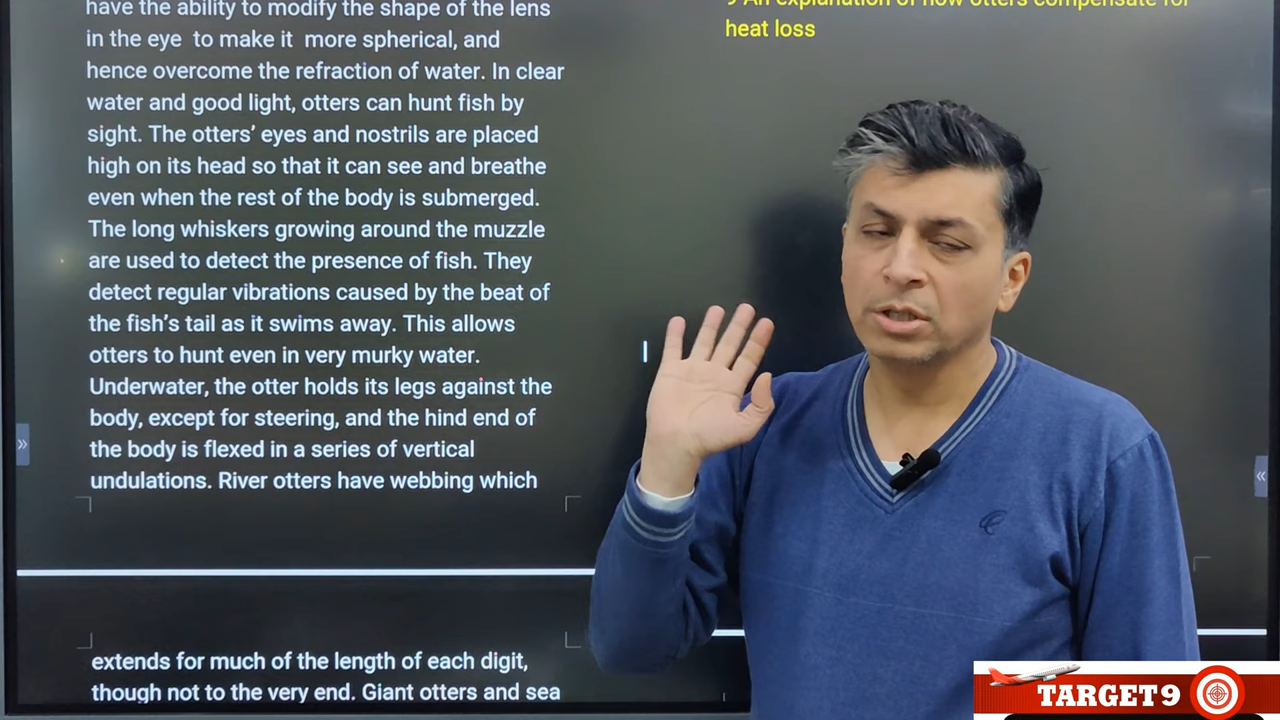 have the ability to modify the shape of the lens
in the eye to make it more spherical, and
hence overcome the refraction of water. In clear
water and good light, otters can hunt fish by
sight. The otters’ eyes and nostrils are placed
high on its head so that it can see and breathe
even when the rest of the body is submerged.
The long whiskers growing around the muzzle
are used to detect the presence of fish. They
detect regular vibrations caused by the beat of
the fish’s tail as it swims away. This allows
otters to hunt even in very murky water.
Underwater, the otter holds its legs against the
body, except for steering, and the hind end of
the body is flexed in a series of vertical
undulations. River otters have webbing which
extends for much of the length of each digit,
though not to the very end. Giant otters and sea
9 An explanation of how otters compensate for
heat loss
TARGET9